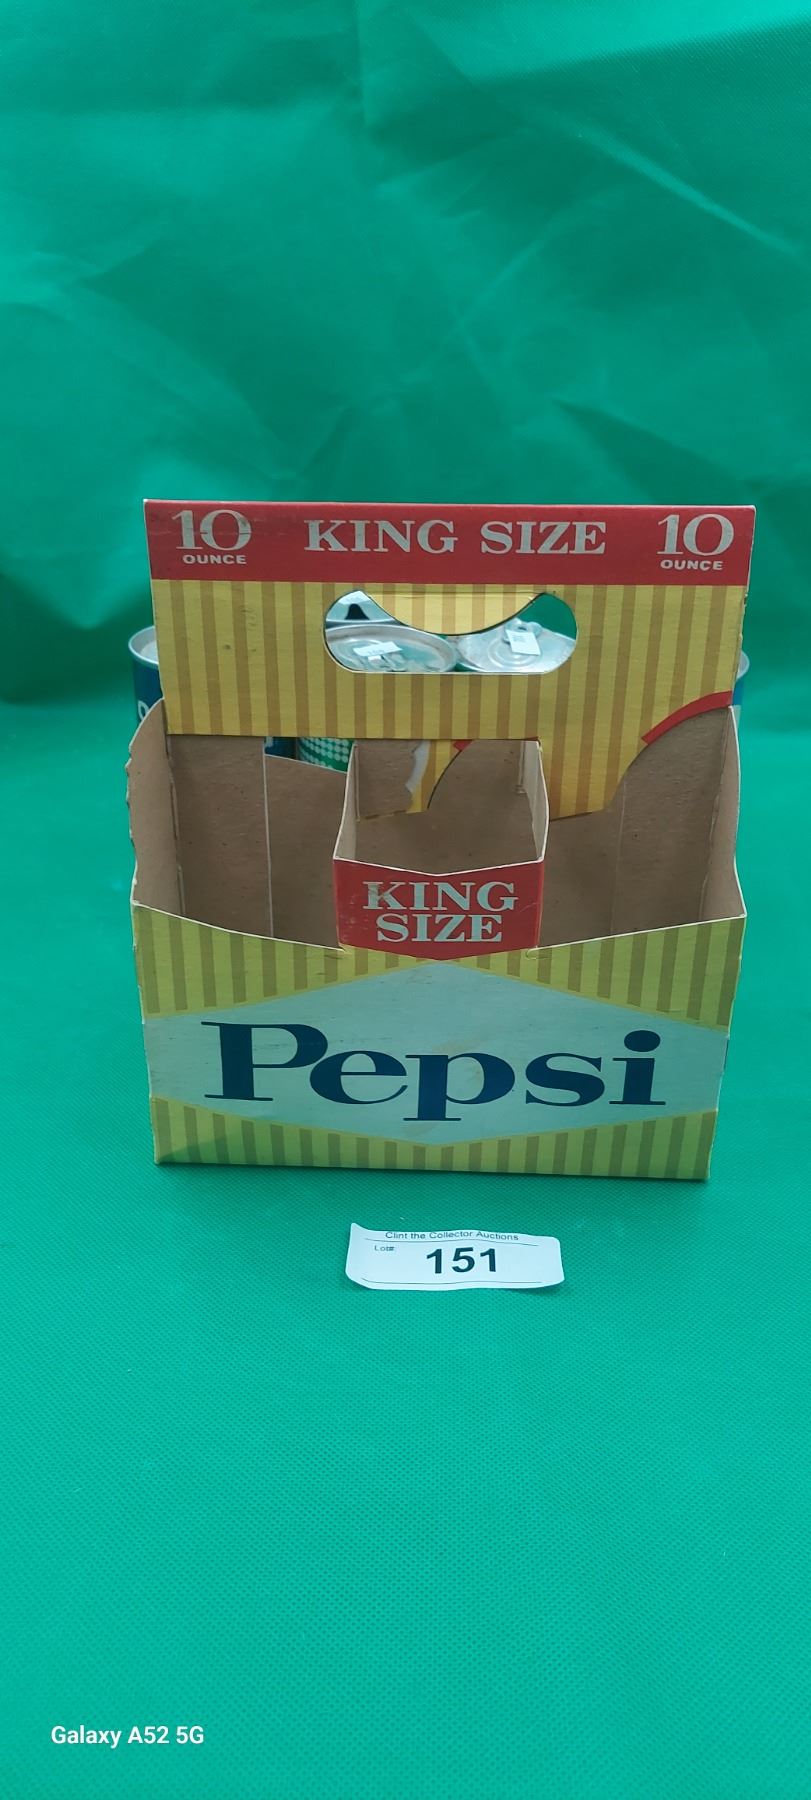 10 KING SIZE 10
OUNCE OUNCE
KING
SIZE
Pepsi
Clint the Collector Auctions
Lot#: 151
Galaxy A52 5G